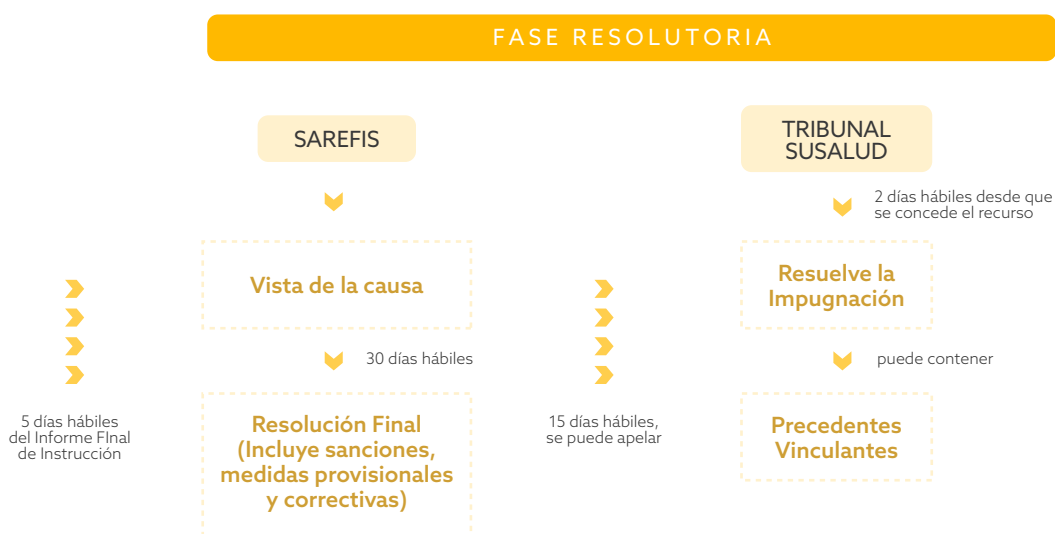 FASE RESOLUTORIA
5 días hábiles
del Informe FInal
de Instrucción
SAREFIS
Vista de la causa
30 días hábiles
Resolución Final
(Incluye sanciones,
medidas provisionales
y correctivas)
15 días hábiles,
se puede apelar
TRIBUNAL
SUSALUD
2 días hábiles desde que
se concede el recurso
Resuelve la
Impugnación
puede contener
Precedentes
Vinculantes